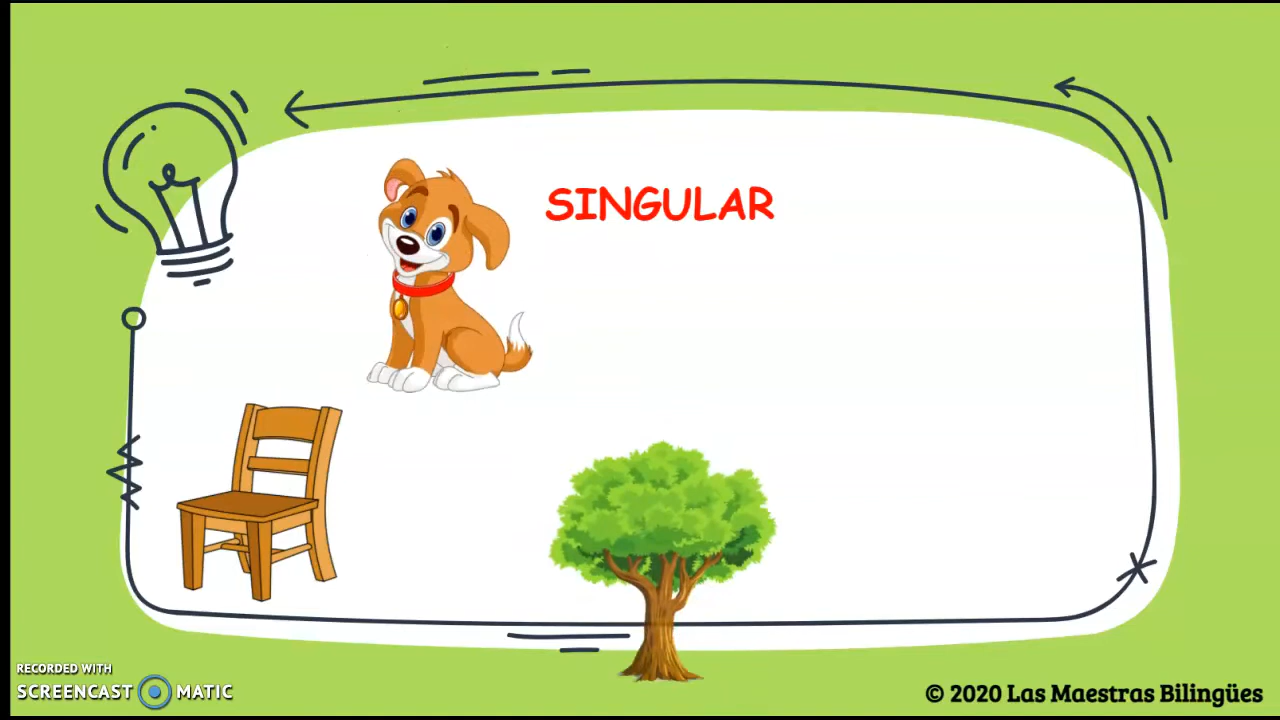 SINGULAR
RECORDED WITH
SCREENCAST MATIC
© 2020 Las Maestras Bilingües